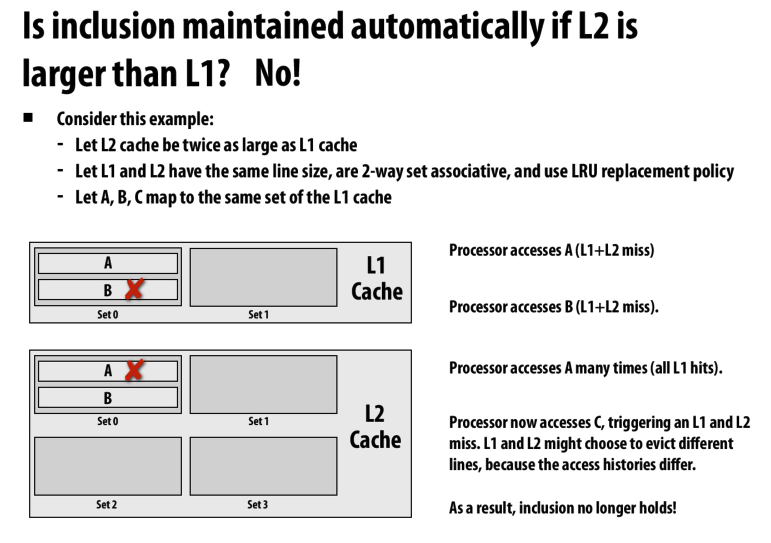 Is inclusion maintained automatically if L2 is
larger than L1? No!
■ Consider this example:
- Let L2 cache be twice as large as L1 cache
- Let L1 and L2 have the same line size, are 2-way set associative, and use LRU replacement policy
- Let A, B, C map to the same set of the L1 cache
A
B
Set 0
Set 1
L1
Cache
A
B
Set 0
Set 1
Set 2
Set 3
L2
Cache
Processor accesses A (L1+L2 miss)
Processor accesses B (L1+L2 miss).
Processor accesses A many times (all L1 hits).
Processor now accesses C, triggering an L1 and L2
miss. L1 and L2 might choose to evict different
lines, because the access histories differ.
As a result, inclusion no longer holds!